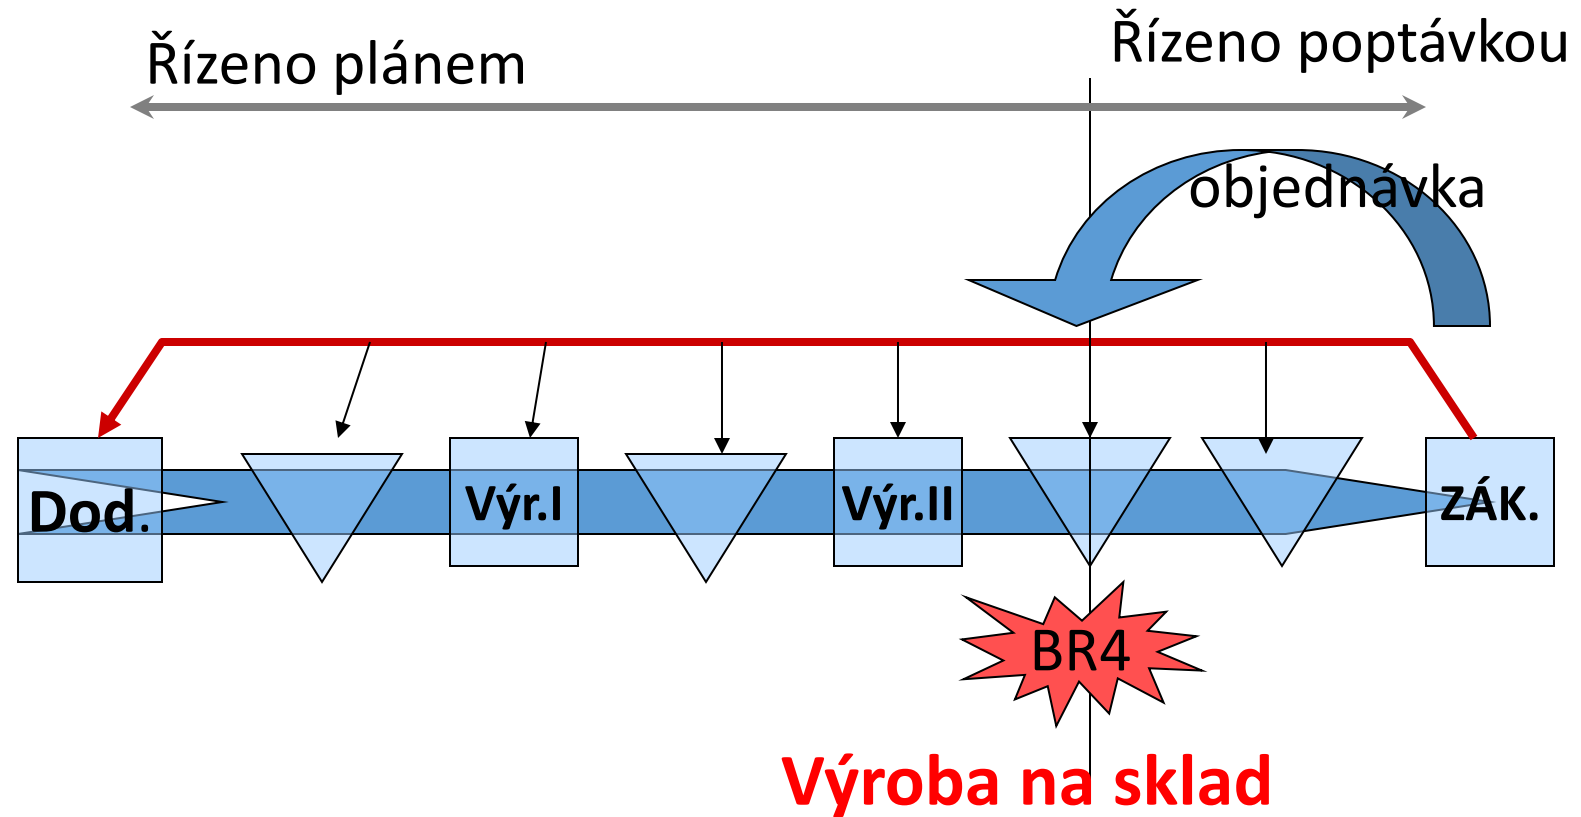 Řízeno plánem
Řízeno poptávkou
objednávka
Dod.
Výr.I
Výr.II
ZÁK.
BR4
Výroba na sklad